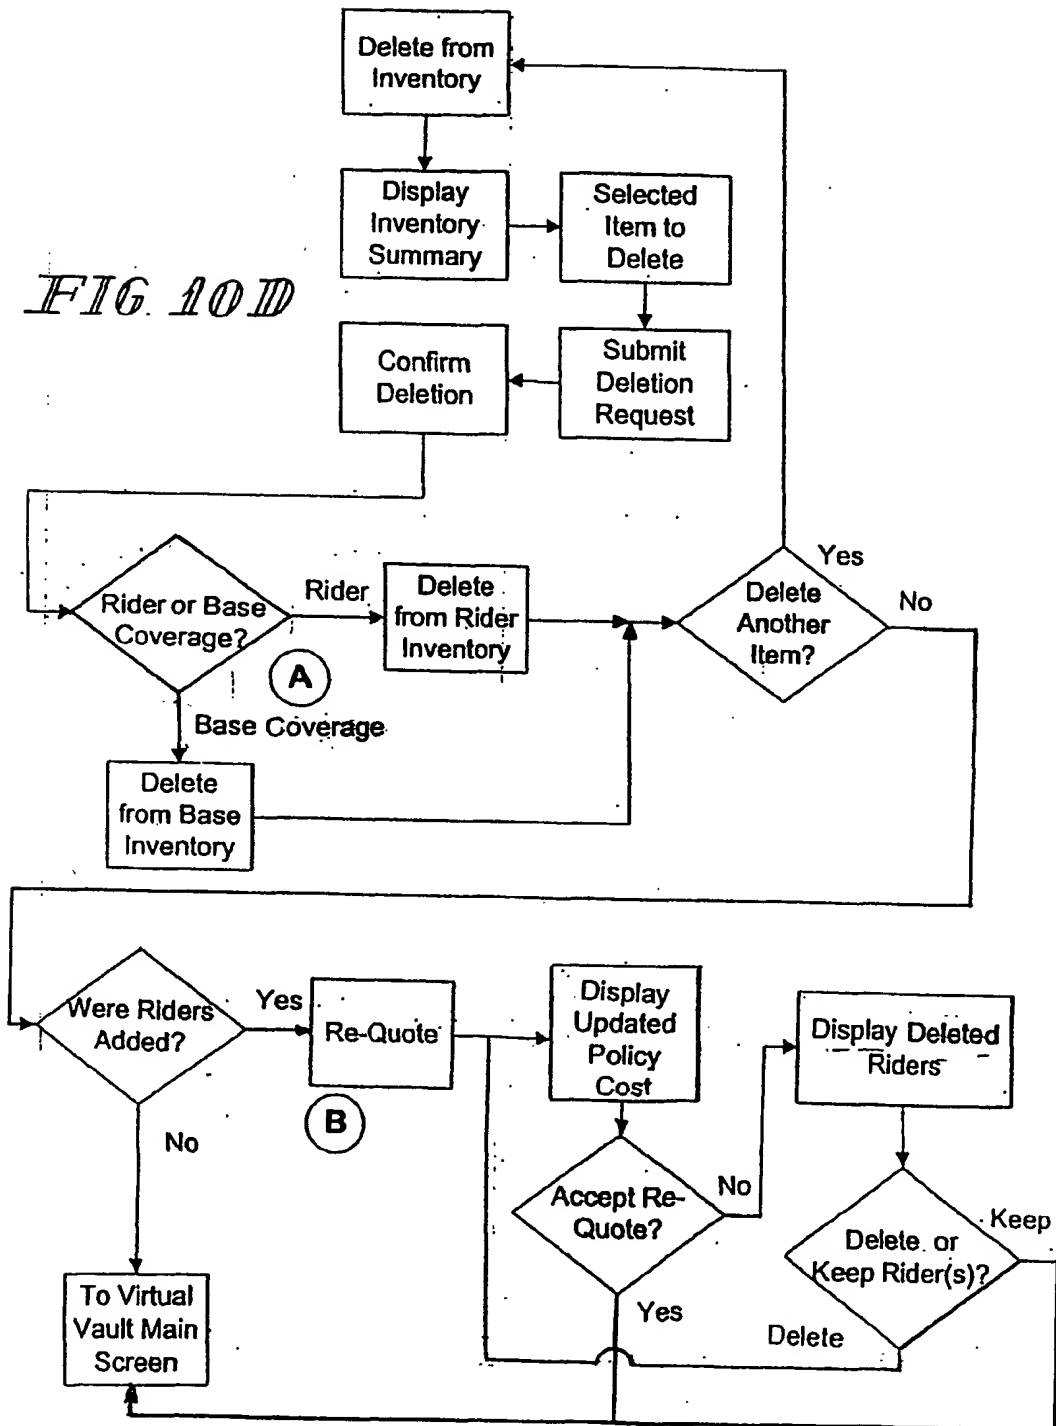 Delete from
Inventory
Display
Inventory
Summary
Selected
Item to
Delete
FIG. 10D
Confirm
Deletion
Submit
Deletion
Request
Rider or Base
Coverage?
Rider
Delete
from Rider
Inventory
Yes
Delete
Another
Item?
No
A
Base Coverage
Delete
from Base
Inventory
Were Riders
Added?
Yes
Re-Quote
Display
Updated
Policy
Cost
Display Deleted
Riders
B
No
Accept Re-
Quote?
No
Delete or
Keep Rider(s)?
Keep
To Virtual
Vault Main
Screen
Yes
Delete